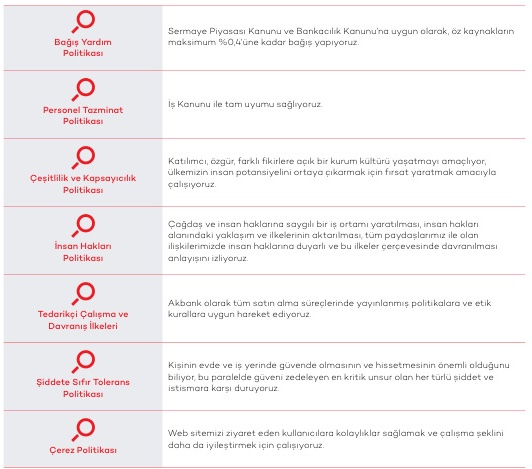 Bağış Yardım
Politikası
Sermaye Piyasası Kanunu ve Bankacılık Kanunu'na uygun olarak, öz kaynakların
maksimum %0,4'üne kadar bağış yapıyoruz.
Personel Tazminat
Politikası
İş Kanunu ile tam uyumu sağlıyoruz.
Çeşitlilik ve Kapsayıcılık
Politikası
Katılımcı, özgür, farklı fikirlere açık bir kurum kültürü yaşatmayı amaçlıyor,
ülkemizin insan potansiyelini ortaya çıkarmak için fırsat yaratmak amacıyla
çalışıyoruz.
İnsan Hakları
Politikası
Çağdaş ve insan haklarına saygılı bir iş ortamı yaratılması, insan hakları
alanındaki yaklaşım ve ilkelerinin aktarılması, tüm paydaşlarımız ile olan
ilişkilerimizde insan haklarına duyarlı ve bu ilkeler çerçevesinde davranılması
anlayışını izliyoruz.
Tedarikçi Çalışma ve
Davranış İlkeleri
Akbank olarak tüm satın alma süreçlerinde yayınlanmış politikalara ve etik
kurallara uygun hareket ediyoruz.
Şiddete Sıfır Tolerans
Politikası
Kişinin evde ve iş yerinde güvende olmasının ve hissetmesinin önemli olduğunu
biliyor, bu paralelde güveni zedeleyen en kritik unsur olan her türlü şiddet ve
istismara karşı duruyoruz.
Çerez Politikası
Web sitemizi ziyaret eden kullanıcılara kolaylıklar sağlamak ve çalışma şeklini
daha da iyileştirmek için çalışıyoruz.